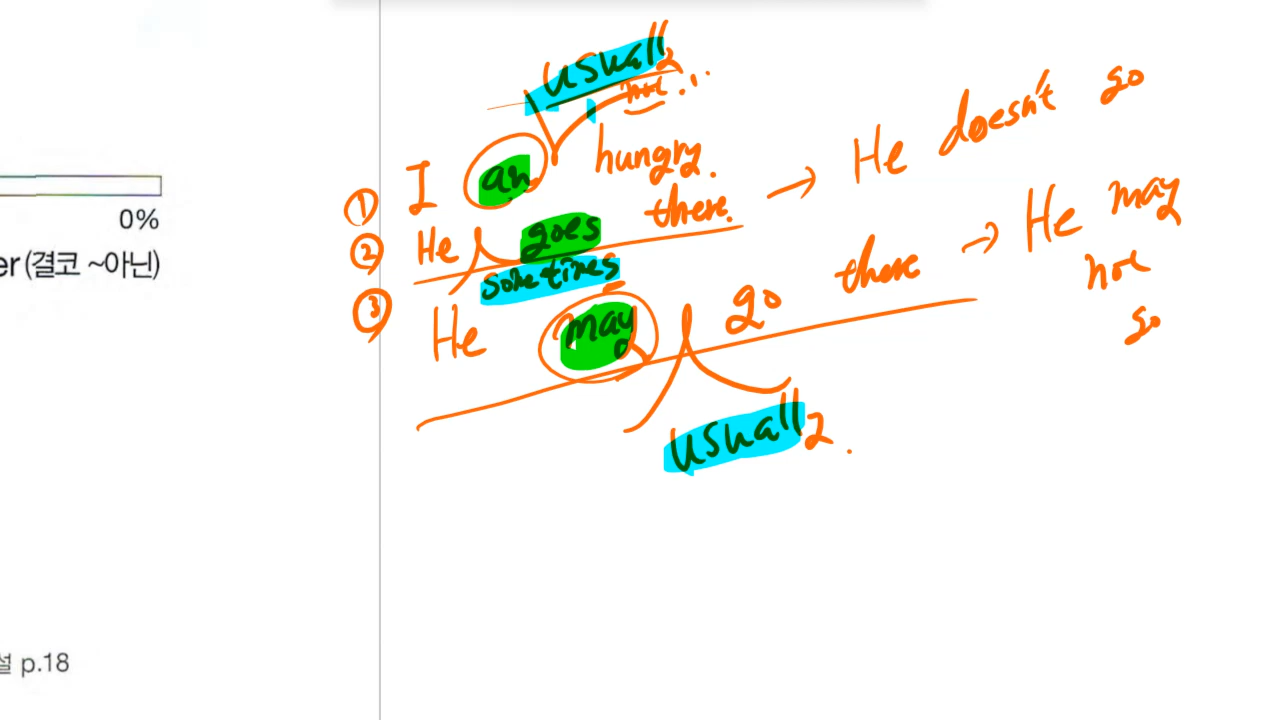 usually
not...
① I am hungry.
② He goes there. → He doesn't go
sometimes
③ He may go there → He may not go
usually.
0%
er (결코 ~아닌)
설 p.18